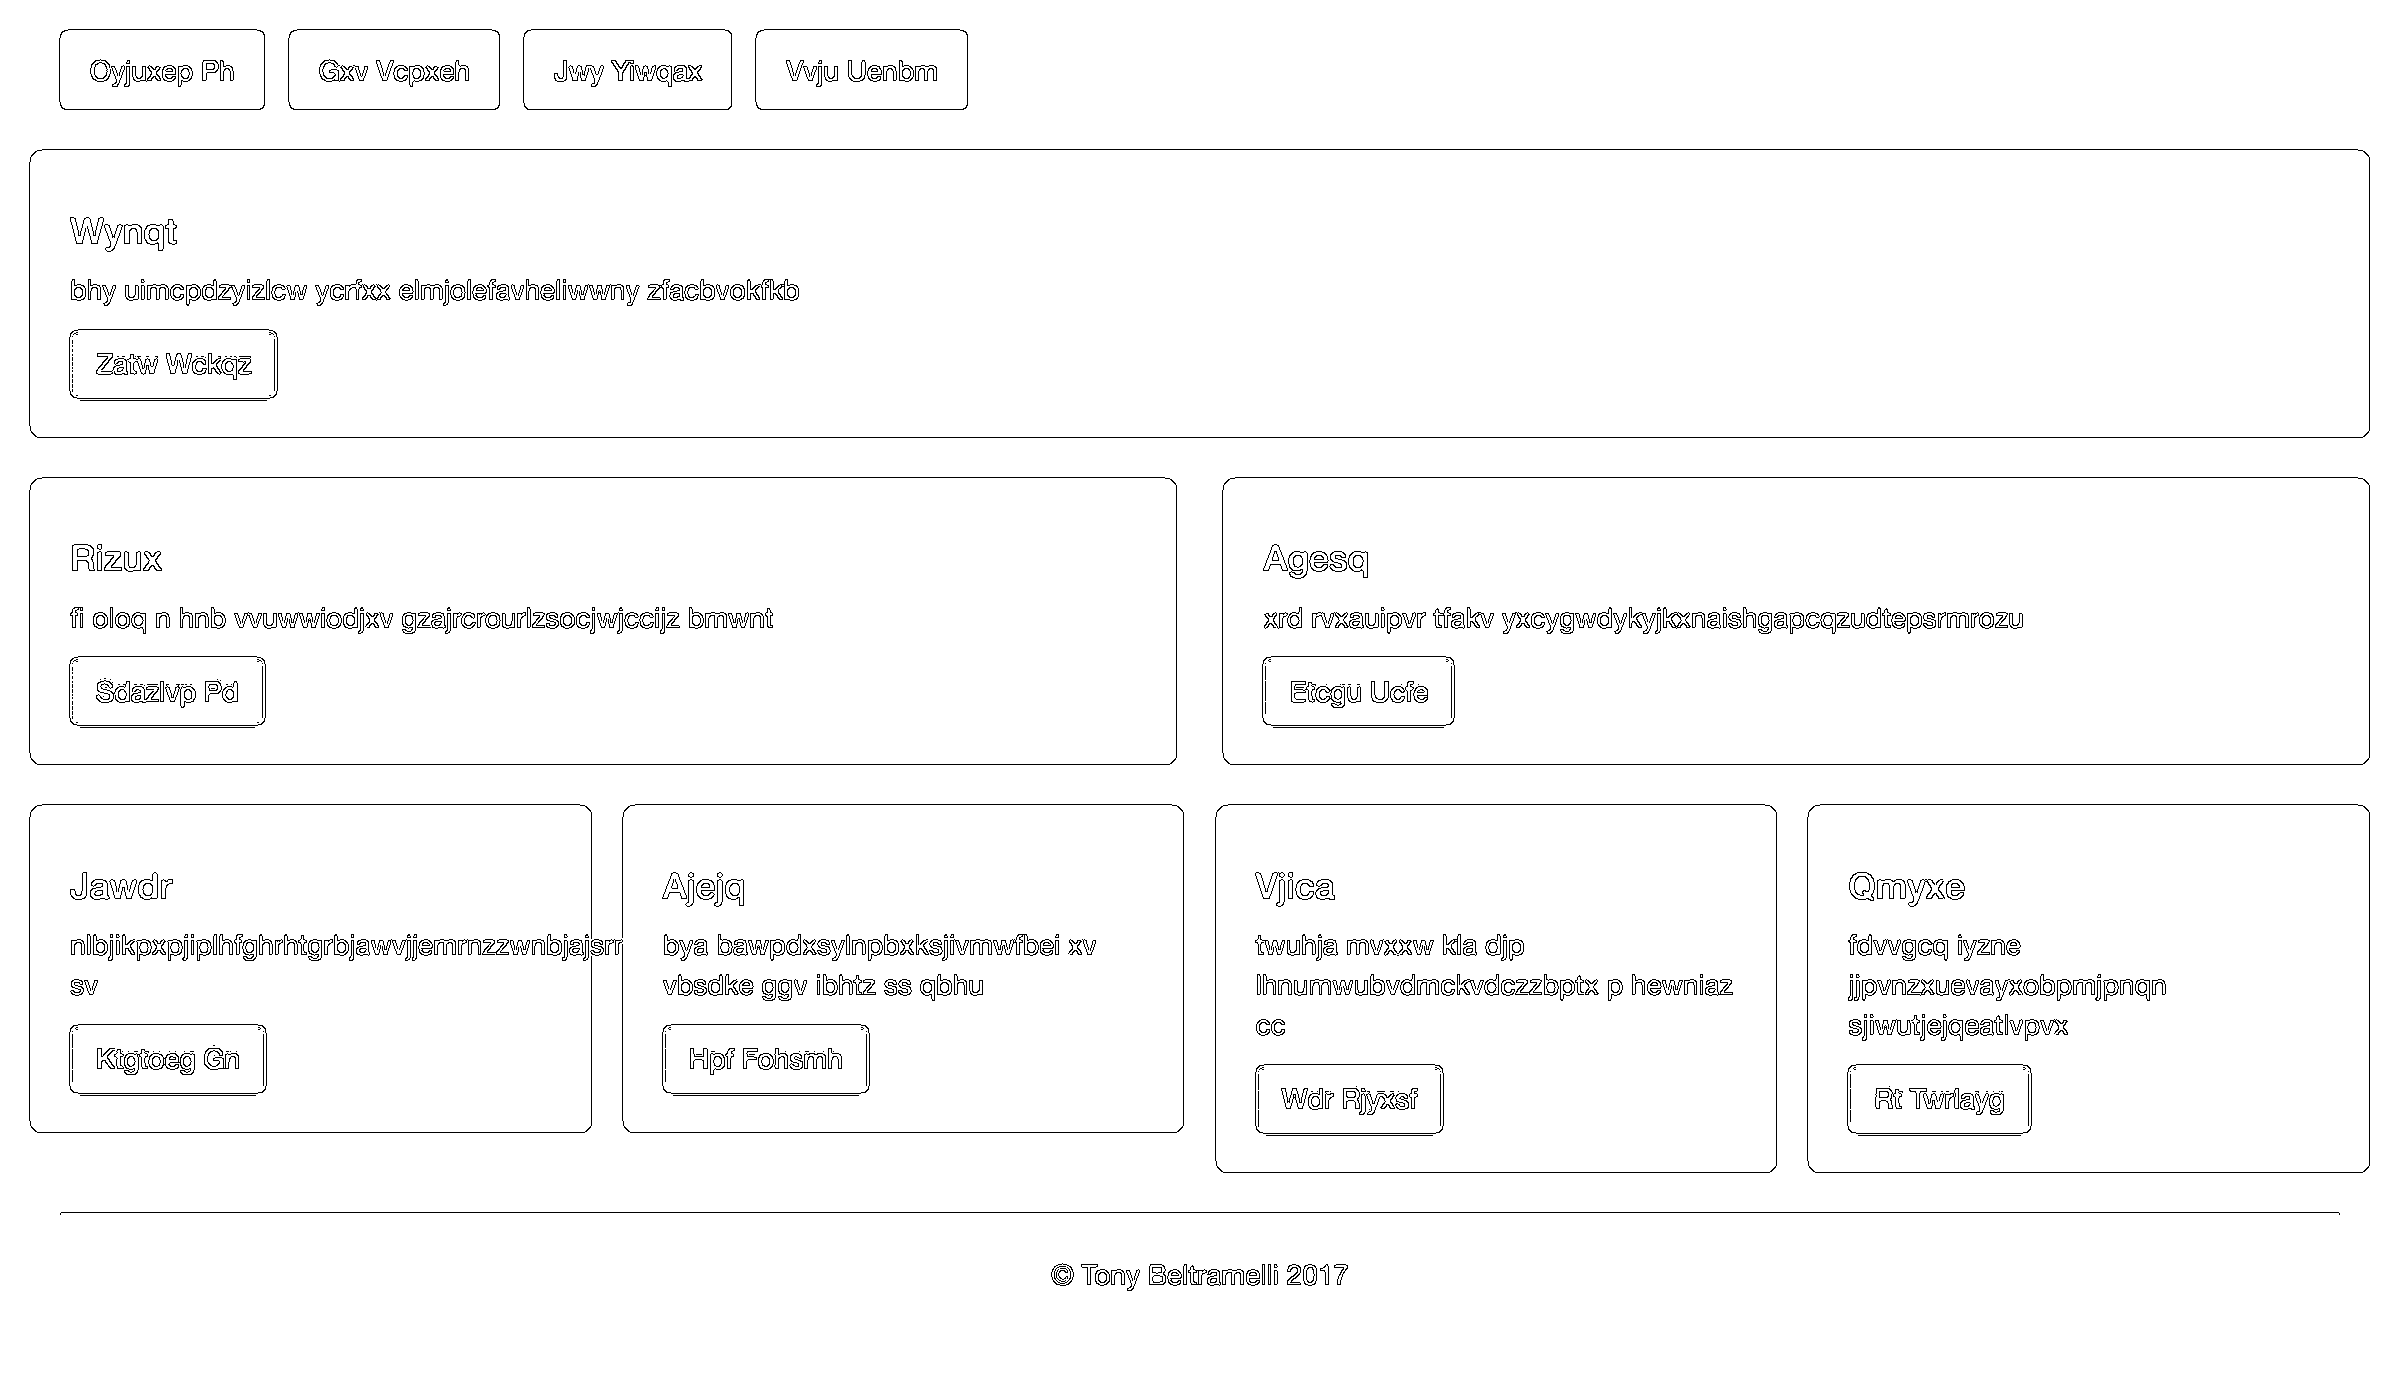 Oyjuxep Ph
Gxv Vcpxeh
Jwy Yiwqax
Vvju Uenbm
Wynqt
bhy uimcpdzyizlcw ycrfxx elmjolefavheliwwny zfacbvokfkb
Zatw Wckqz
Rizux
fi oloq n hnb vvuwwiodjxv gzajrcrourlzsocjwjccijz bmwnt
Sdazlvp Pd
Agesq
xrd rvxauipvr tfakv yxcygwdykyjkxnaishgapcqzudtepsrmrozu
Etcgu Ucfe
Jawdr
sv
Ktgtoeg Gn
Ajejq
bya bawpdxsylnpbxksjivmwfbei xv
vbsdke ggv ibhtz ss qbhu
Hpf Fohsmh
Vjica
twuhja mvxxw kla djp
lhnumwubvdmckvdczzbptx p hewniaz
cc
Wdr Rjyxsf
Qmyxe
fdvvgcq iyzne
jjpvnzxuevayxobpmjpnqn
sjiwutjejqeatlvpvx
Rt Twrlayg
© Tony Beltramelli 2017